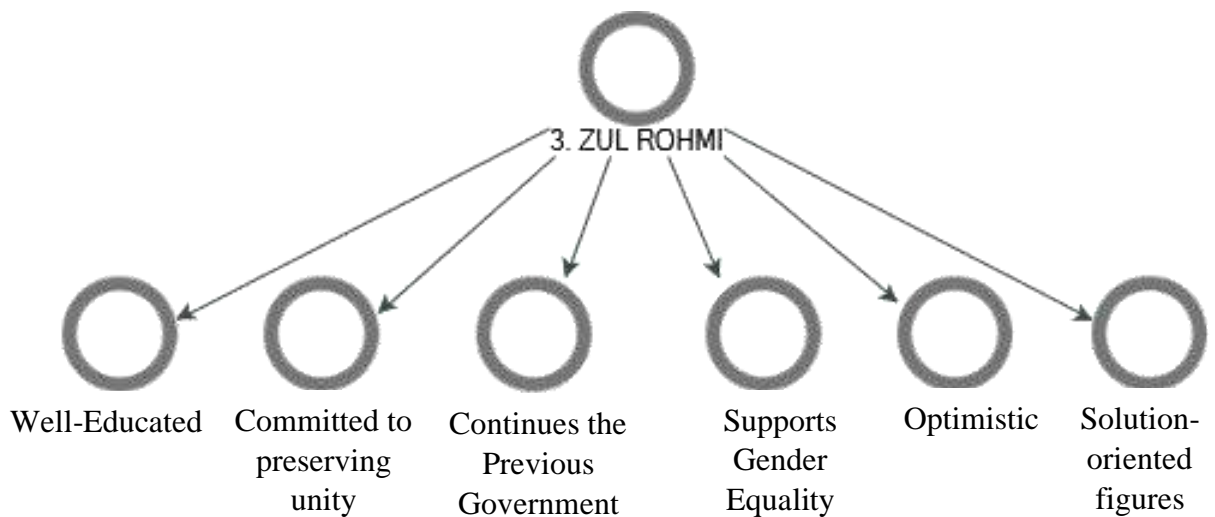 3. ZUL ROHMI
Well-Educated
Committed to
preserving
unity
Continues the
Previous
Government
Supports
Gender
Equality
Optimistic
Solution-
oriented
figures